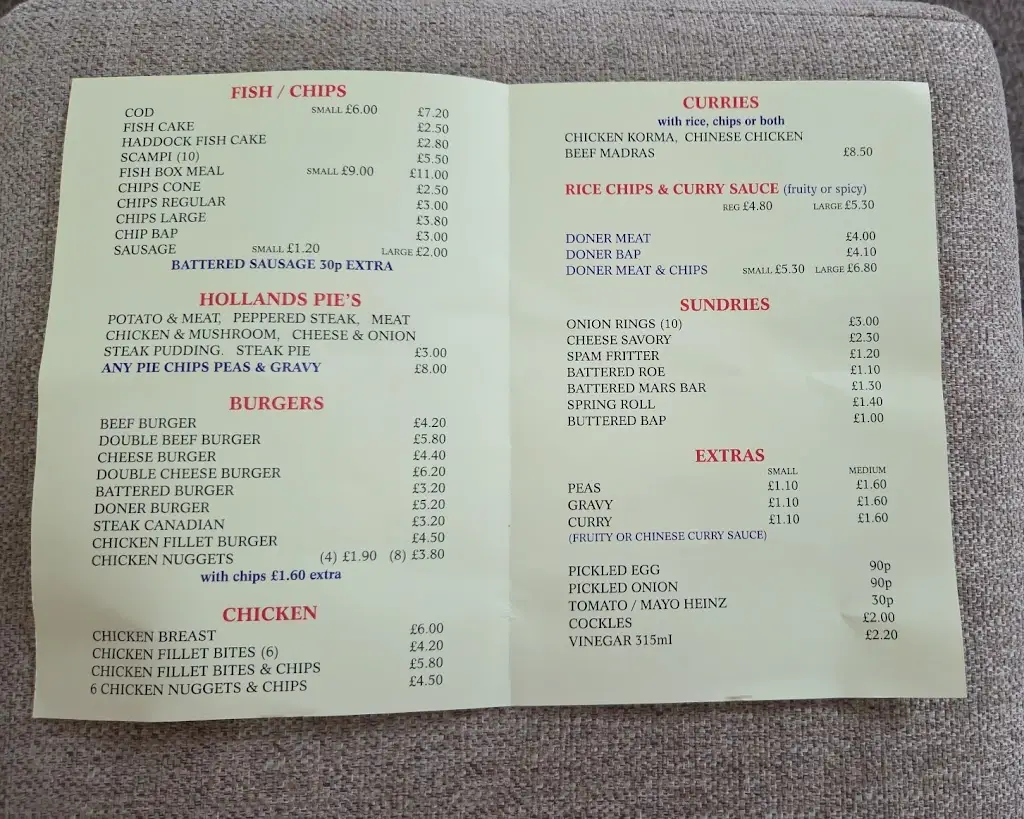 FISH / CHIPS
COD SMALL £6.00 £7.20
FISH CAKE £2.50
HADDOCK FISH CAKE £2.80
SCAMPI (10) £5.50
FISH BOX MEAL SMALL £9.00 £11.00
CHIPS CONE £2.50
CHIPS REGULAR £3.00
CHIPS LARGE £3.80
CHIP BAP £3.00
SAUSAGE SMALL £1.20 LARGE £2.00
BATTERED SAUSAGE 30p EXTRA
HOLLANDS PIE'S
POTATO & MEAT, PEPPERED STEAK, MEAT
CHICKEN & MUSHROOM, CHEESE & ONION
STEAK PUDDING. STEAK PIE £3.00
ANY PIE CHIPS PEAS & GRAVY £8.00
BURGERS
BEEF BURGER £4.20
DOUBLE BEEF BURGER £5.80
CHEESE BURGER £4.40
DOUBLE CHEESE BURGER £6.20
BATTERED BURGER £3.20
DONER BURGER £5.20
STEAK CANADIAN £3.20
CHICKEN FILLET BURGER £4.50
CHICKEN NUGGETS (4) £1.90 (8) £3.80
with chips £1.60 extra
CHICKEN
CHICKEN BREAST £6.00
CHICKEN FILLET BITES (6) £4.20
CHICKEN FILLET BITES & CHIPS £5.80
6 CHICKEN NUGGETS & CHIPS £4.50
CURRIES
with rice, chips or both
CHICKEN KORMA, CHINESE CHICKEN
BEEF MADRAS £8.50
RICE CHIPS & CURRY SAUCE (fruity or spicy)
REG £4.80 LARGE £5.30
DONER MEAT £4.00
DONER BAP £4.10
DONER MEAT & CHIPS SMALL £5.30 LARGE £6.80
SUNDRIES
ONION RINGS (10) £3.00
CHEESE SAVORY £2.30
SPAM FRITTER £1.20
BATTERED ROE £1.10
BATTERED MARS BAR £1.30
SPRING ROLL £1.40
BUTTERED BAP £1.00
EXTRAS
SMALL MEDIUM
PEAS £1.10 £1.60
GRAVY £1.10 £1.60
CURRY £1.10 £1.60
(FRUITY OR CHINESE CURRY SAUCE)
PICKLED EGG 90p
PICKLED ONION 90p
TOMATO / MAYO HEINZ 30p
COCKLES £2.00
VINEGAR 315ml £2.20